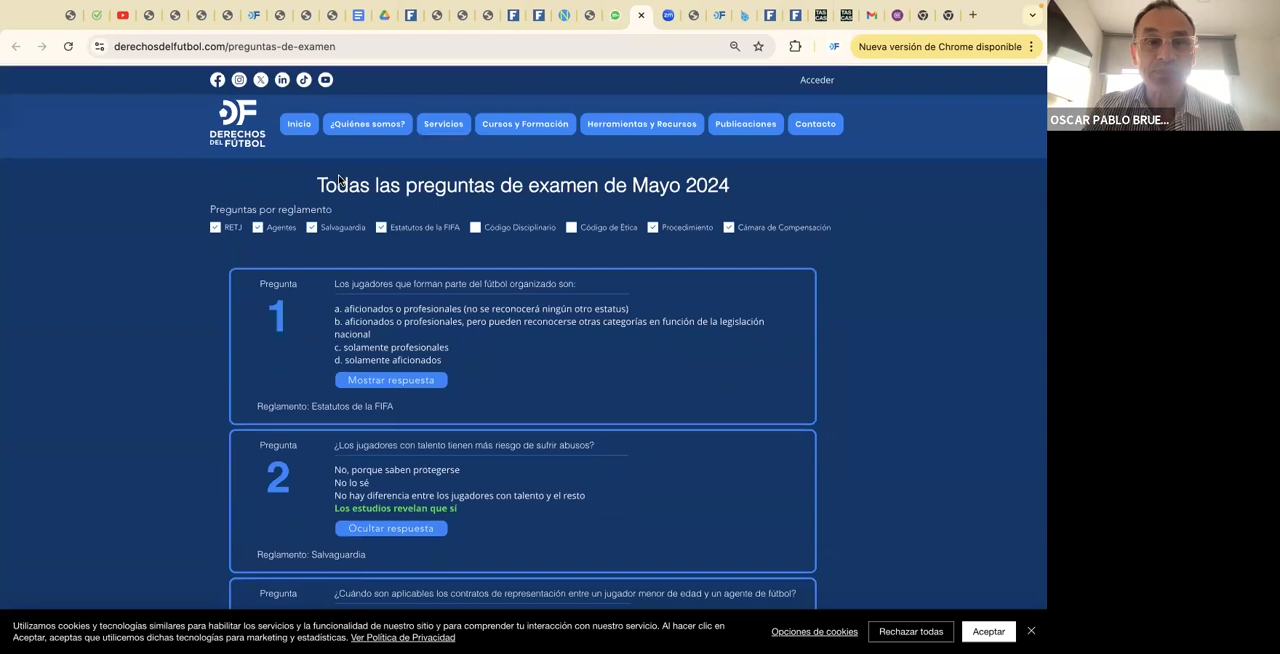 derechosdelfutbol.com/preguntas-de-examen
Nueva versión de Chrome disponible
OSCAR PABLO BRUE...
Acceder
DERECHOS
DEL FÚTBOL
Inicio
¿Quiénes somos?
Servicios
Cursos y Formación
Herramientas y Recursos
Publicaciones
Contacto
Todas las preguntas de examen de Mayo 2024
Preguntas por reglamento
RETJ
Agentes
Salvaguardia
Estatutos de la FIFA
Código Disciplinario
Código de Etica
Procedimiento
Cámara de Compensación
Pregunta
1
Los jugadores que forman parte del fútbol organizado son:
a. aficionados o profesionales (no se reconocerá ningún otro estatus)
b. aficionados o profesionales, pero pueden reconocerse otras categorías en función de la legislación
nacional
c. solamente profesionales
d. solamente aficionados
Mostrar respuesta
Reglamento: Estatutos de la FIFA
Pregunta
2
¿Los jugadores con talento tienen más riesgo de sufrir abusos?
No, porque saben protegerse
No lo sé
No hay diferencia entre los jugadores con talento y el resto
Los estudios revelan que sí
Ocultar respuesta
Reglamento: Salvaguardia
Pregunta
¿Cuándo son aplicables los contratos de representación entre un jugador menor de edad y un agente de fútbol?
Utilizamos cookies y tecnologías similares para habilitar los servicios y la funcionalidad de nuestro sitio y para comprender tu interacción con nuestro servicio. Al hacer clic en
Aceptar, aceptas que utilicemos dichas tecnologías para marketing y estadísticas. Ver Política de Privacidad
Opciones de cookies
Rechazar todas
Aceptar